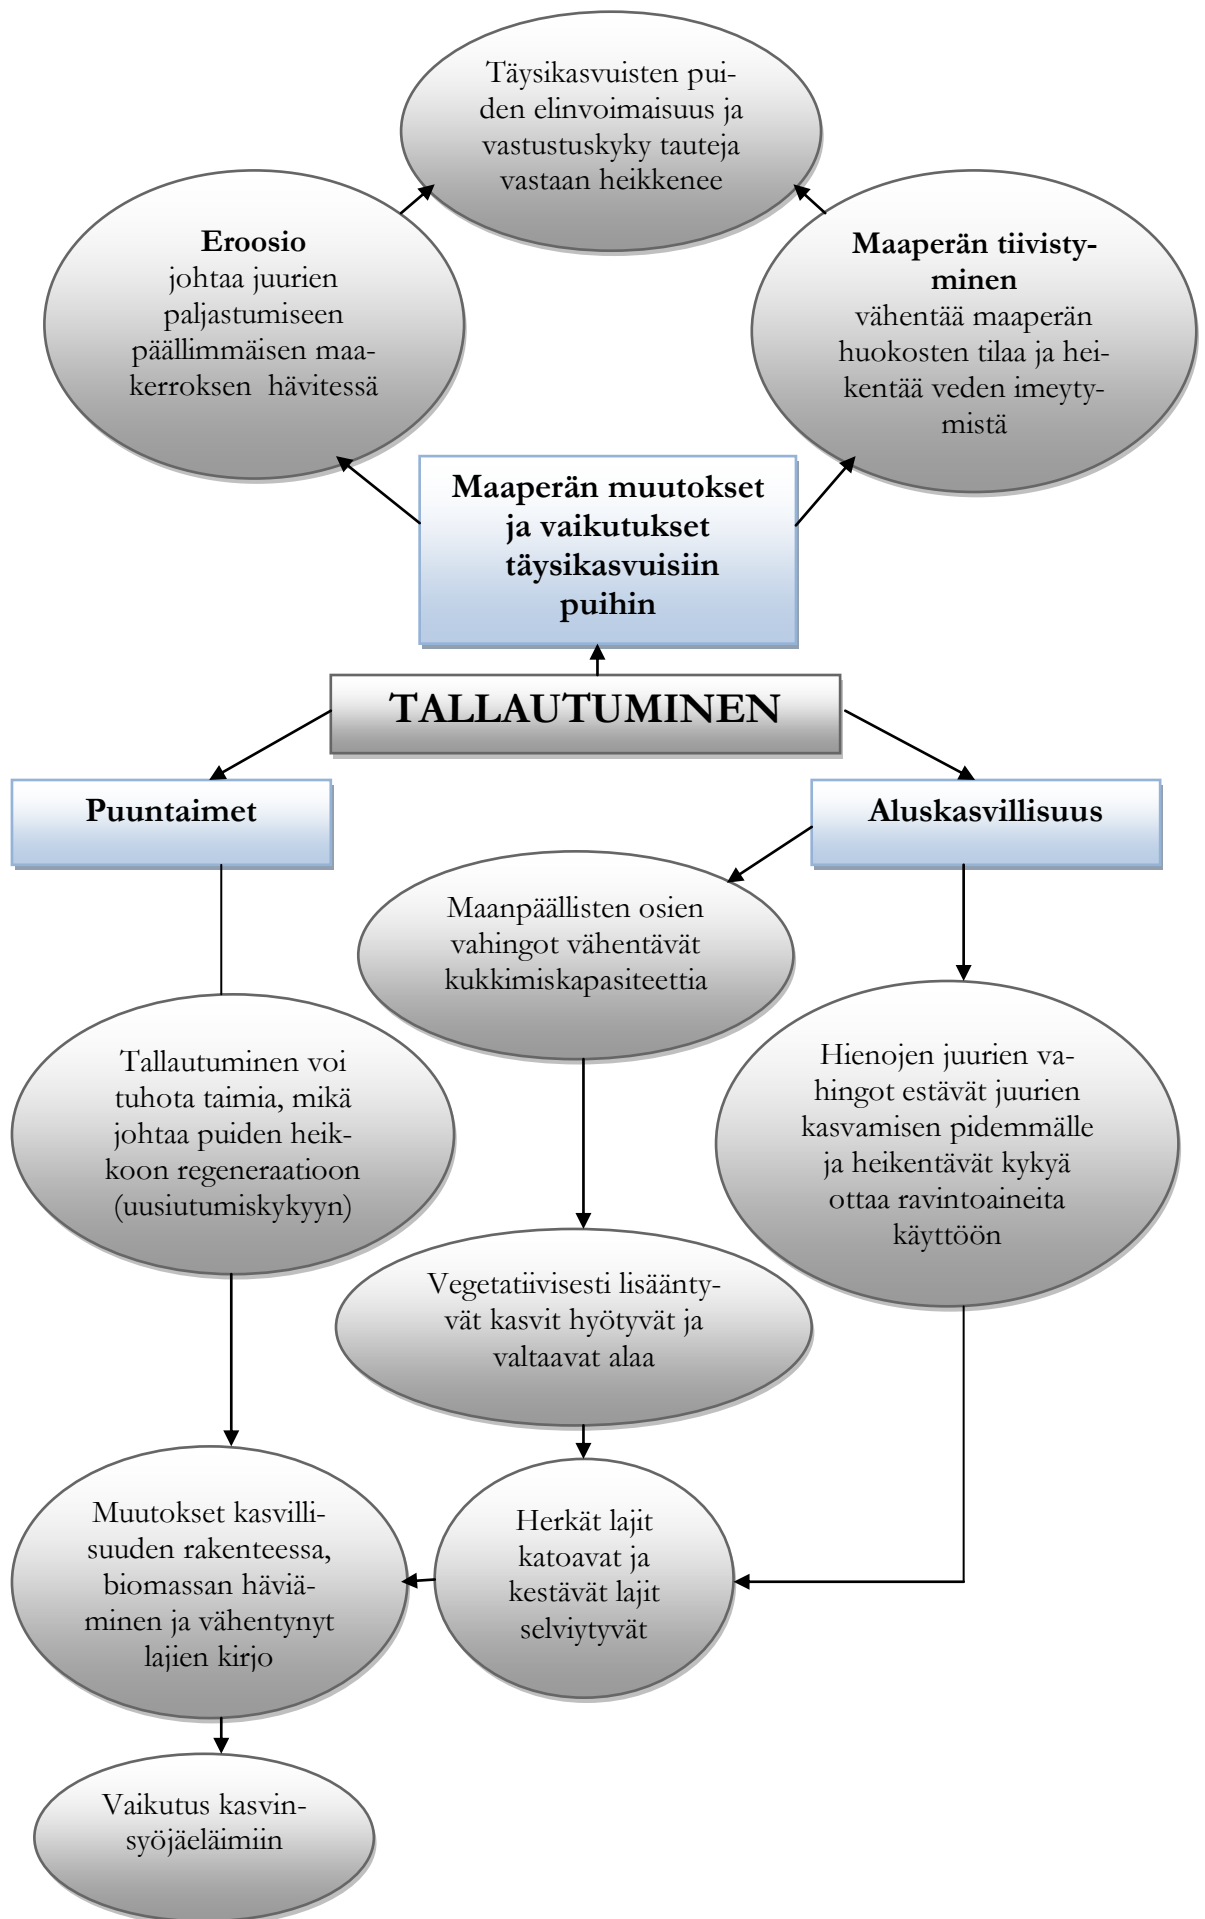 Täysikasvuisten pui-
den elinvoimaisuus ja
vastustuskyky tauteja
vastaan heikkenee
Eroosio
johtaa juurien
paljastumiseen
päällimmäisen maa-
kerroksen hävitessä
Maaperän tiivisty-
minen
vähentää maaperän
huokosten tilaa ja hei-
kentää veden imeyty-
mistä
Maaperän muutokset
ja vaikutukset
täysikasvuisiin
puihin
TALLAUTUMINEN
Puuntaimet
Aluskasvillisuus
Maanpäällisten osien
vahingot vähentävät
kukkimiskapasiteettia
Tallautuminen voi
tuhota taimia, mikä
johtaa puiden heik-
koon regeneraatioon
(uusiutumiskykyyn)
Hienojen juurien va-
hingot estävät juurien
kasvamisen pidemmälle
ja heikentävät kykyä
ottaa ravintoaineita
käyttöön
Vegetatiivisesti lisäänty-
vät kasvit hyötyvät ja
valtaavat alaa
Muutokset kasvilli-
suuden rakenteessa,
biomassan häviä-
minen ja vähentynyt
lajien kirjo
Herkät lajit
katoavat ja
kestävät lajit
selviytyvät
Vaikutus kasvin-
syöjäeläimiin